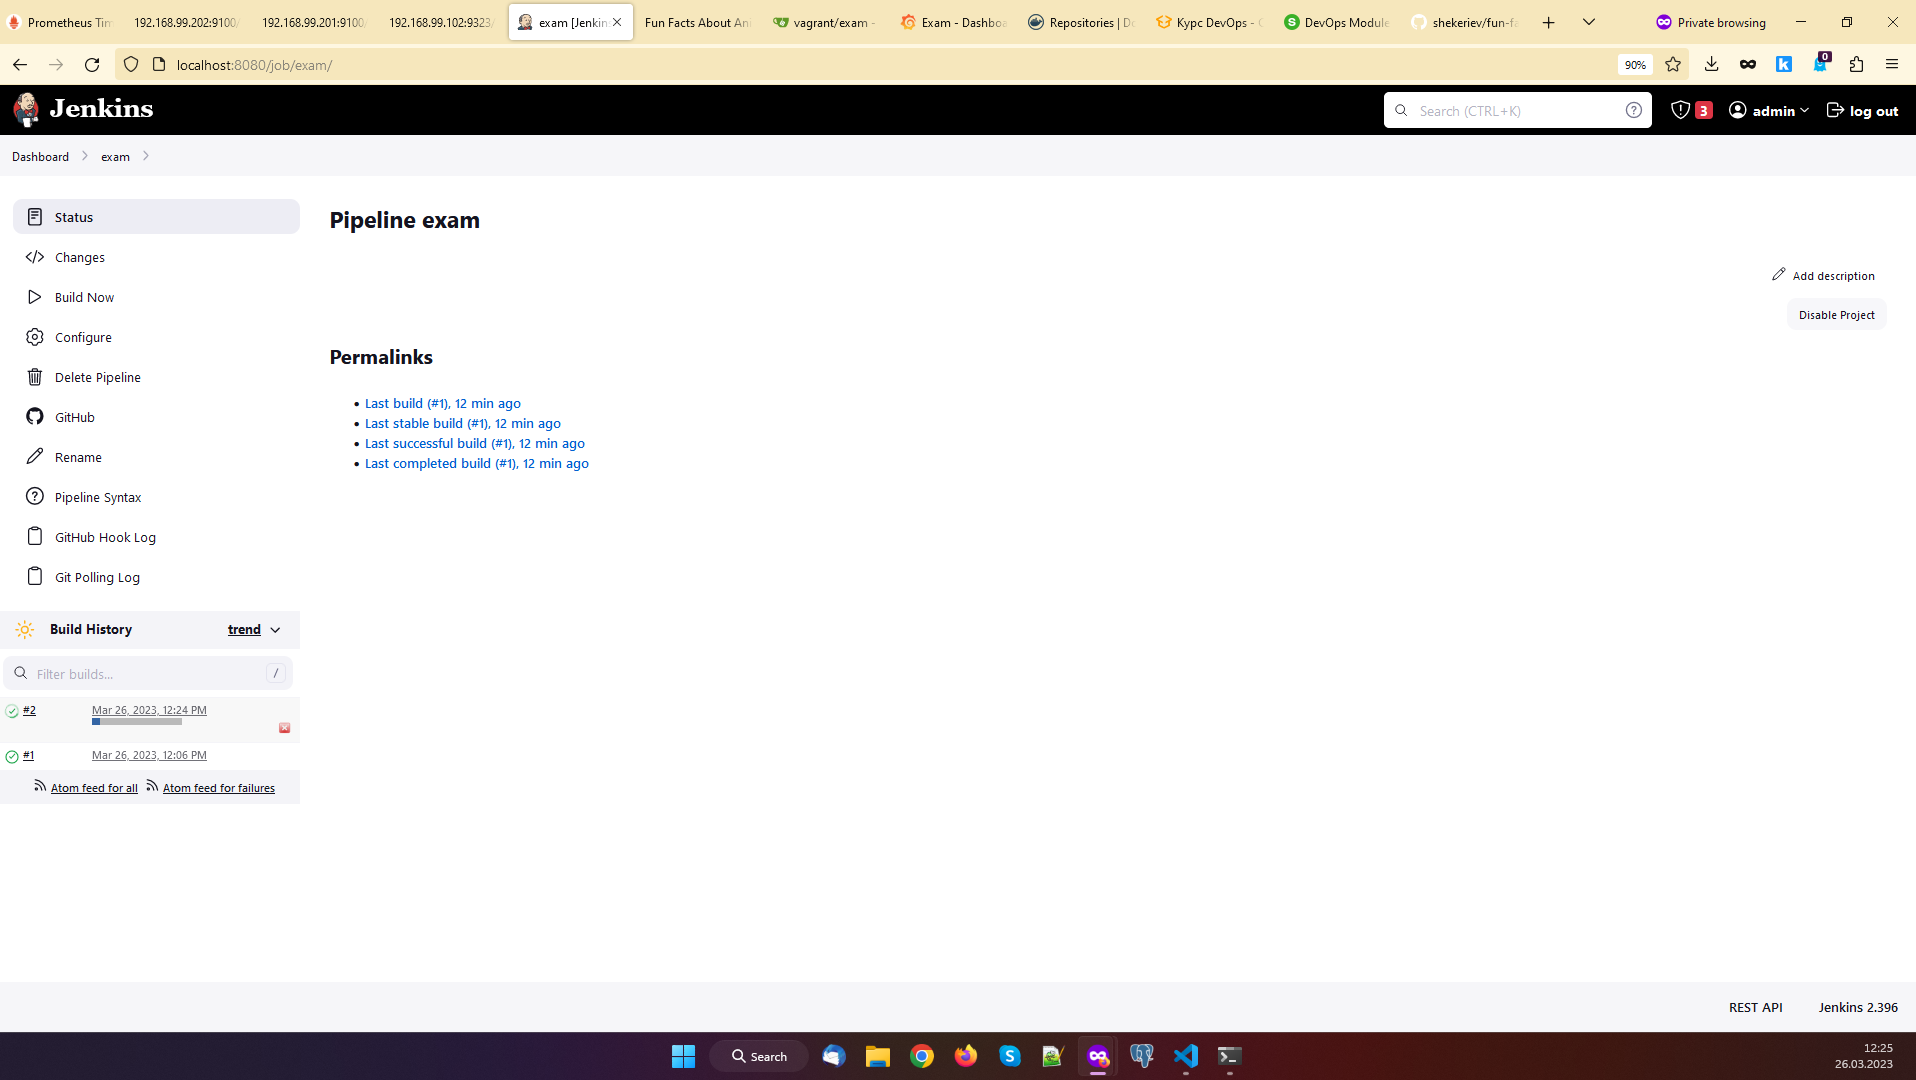 Prometheus Tim
192.168.99.202:9100/
192.168.99.201:9100/
192.168.99.102:9323/
exam [Jenkins
Fun Facts About Ani
vagrant/exam -
Exam - Dashboa
Repositories | Do
Курс DevOps - С
DevOps Module
shekeriev/fun-fa
Private browsing
localhost:8080/job/exam/
90%
k
0
Jenkins
Search (CTRL+K)
3
admin
log out
Dashboard
exam
Status
Changes
Build Now
Configure
Delete Pipeline
GitHub
Rename
Pipeline Syntax
GitHub Hook Log
Git Polling Log
Pipeline exam
Add description
Disable Project
Permalinks
Last build (#1), 12 min ago
Last stable build (#1), 12 min ago
Last successful build (#1), 12 min ago
Last completed build (#1), 12 min ago
Build History
trend
Filter builds...
/
#2
Mar 26, 2023, 12:24 PM
#1
Mar 26, 2023, 12:06 PM
Atom feed for all
Atom feed for failures
REST API
Jenkins 2.396
Search
12:25
26.03.2023